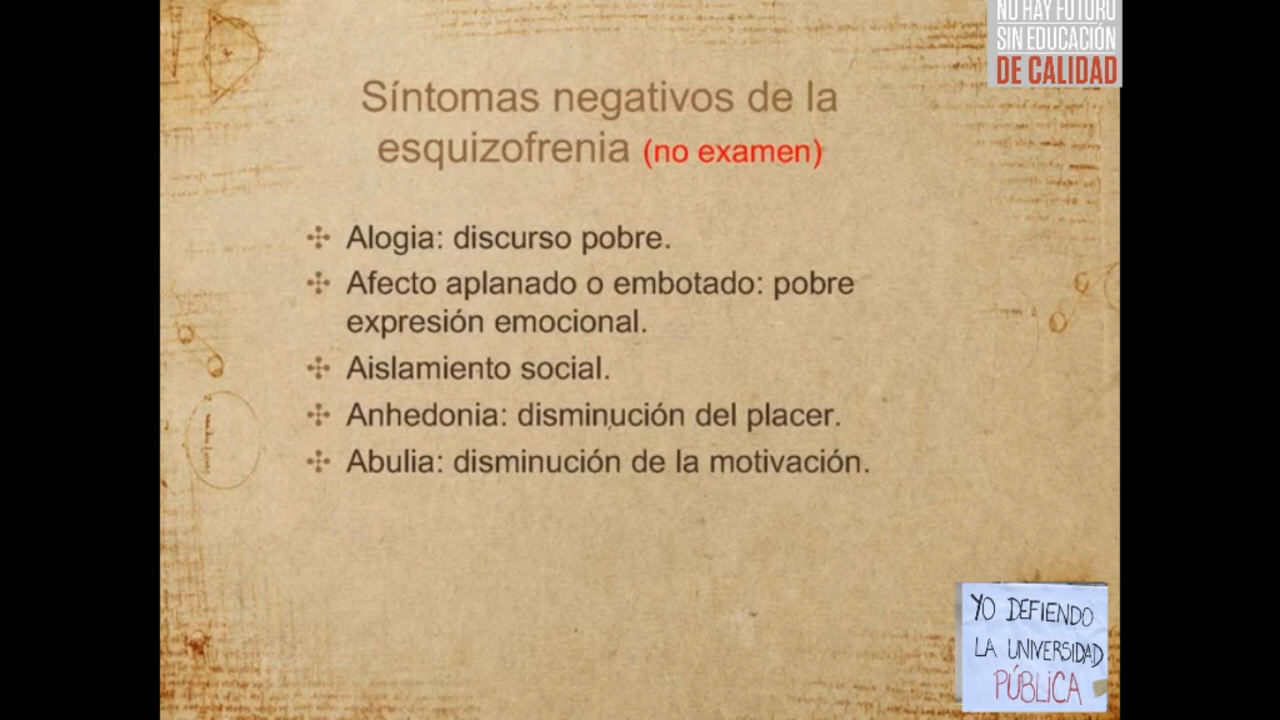 NO HAY FUTURO
SIN EDUCACIÓN
DE CALIDAD
Síntomas negativos de la
esquizofrenia (no examen)
Alogia: discurso pobre.
Afecto aplanado o embotado: pobre
expresión emocional.
Aislamiento social.
Anhedonia: disminución del placer.
Abulia: disminución de la motivación.
YO DEFIENDO
LA UNIVERSIDAD
PÚBLICA